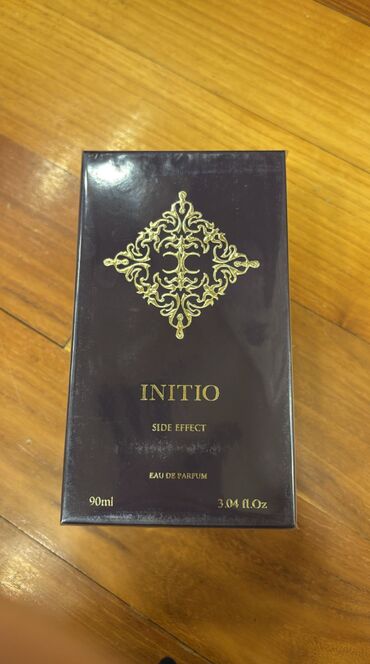 INITIO
SIDE EFFECT
EAU DE PARFUM
90ml 3.04 fl.Oz